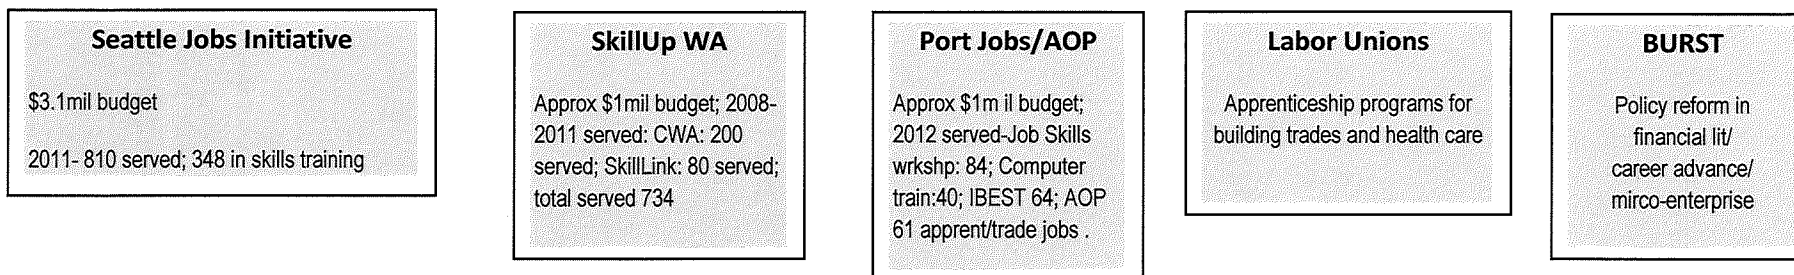 Seattle Jobs Initiative
$3.1mil budget
2011- 810 served; 348 in skills training
SkillUp WA
Approx $1mil budget; 2008-
2011 served: CWA: 200
served; SkillLink: 80 served;
total served 734
Port Jobs/AOP
Approx $1m il budget;
2012 served-Job Skills
wrkshp: 84; Computer
train:40; IBEST 64; AOP
61 apprent/trade jobs .
Labor Unions
Apprenticeship programs for
building trades and health care
BURST
Policy reform in
financial lit/
career advance/
mirco-enterprise